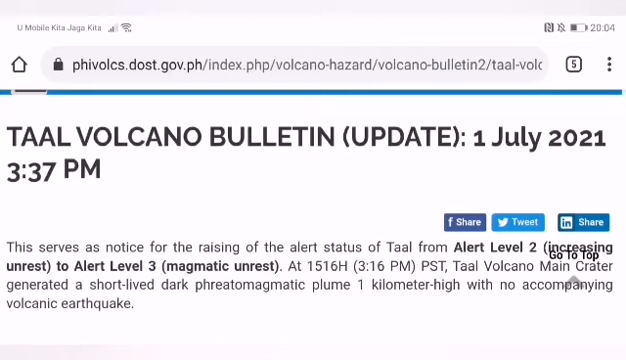 U Mobile Kita Jaga Kita 20:04
phivolcs.dost.gov.ph/index.php/volcano-hazard/volcano-bulletin2/taal-volc 5
TAAL VOLCANO BULLETIN (UPDATE): 1 July 2021
3:37 PM
f Share Tweet in Share
This serves as notice for the raising of the alert status of Taal from Alert Level 2 (increasing
Go To Top
unrest) to Alert Level 3 (magmatic unrest). At 1516H (3:16 PM) PST, Taal Volcano Main Crater
generated a short-lived dark phreatomagmatic plume 1 kilometer-high with no accompanying
volcanic earthquake.